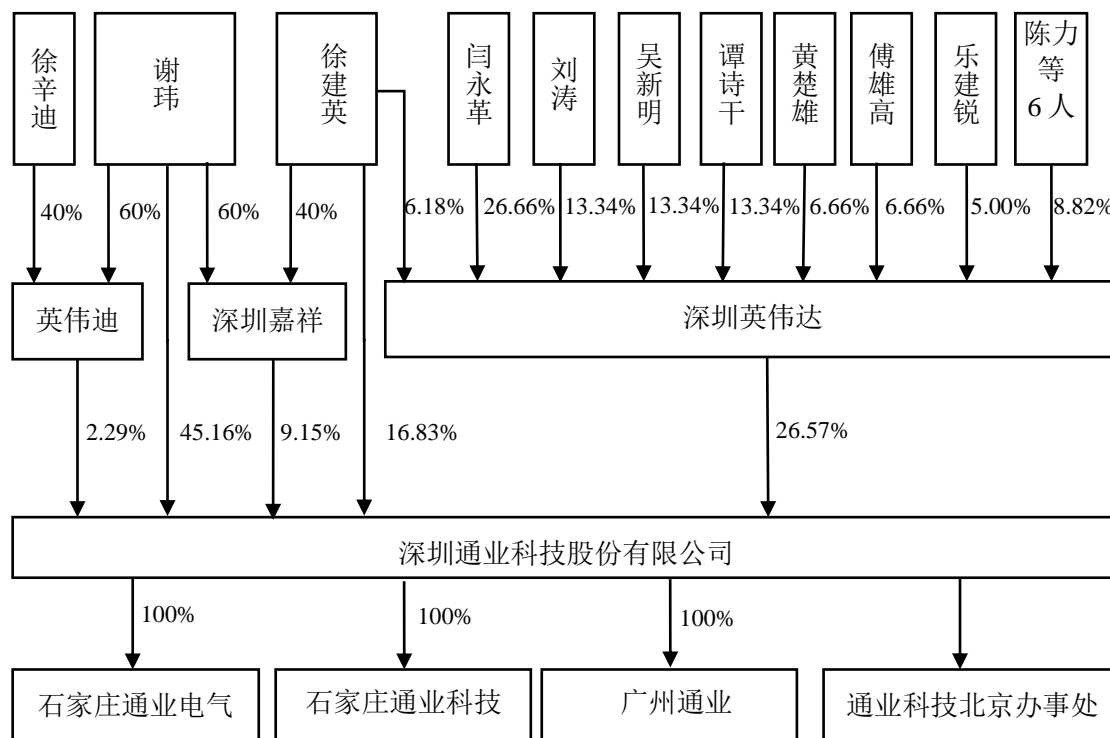 徐辛迪
谢玮
徐建英
闫永革
刘涛
吴新明
谭诗干
黄楚雄
傅雄高
乐建锐
陈力
等
6 人
40%
60%
60%
40%
6.18%
26.66%
13.34%
13.34%
13.34%
6.66%
6.66%
5.00%
8.82%
英伟迪
深圳嘉祥
深圳英伟达
2.29%
45.16%
9.15%
16.83%
26.57%
深圳通业科技股份有限公司
100%
100%
100%
石家庄通业电气
石家庄通业科技
广州通业
通业科技北京办事处